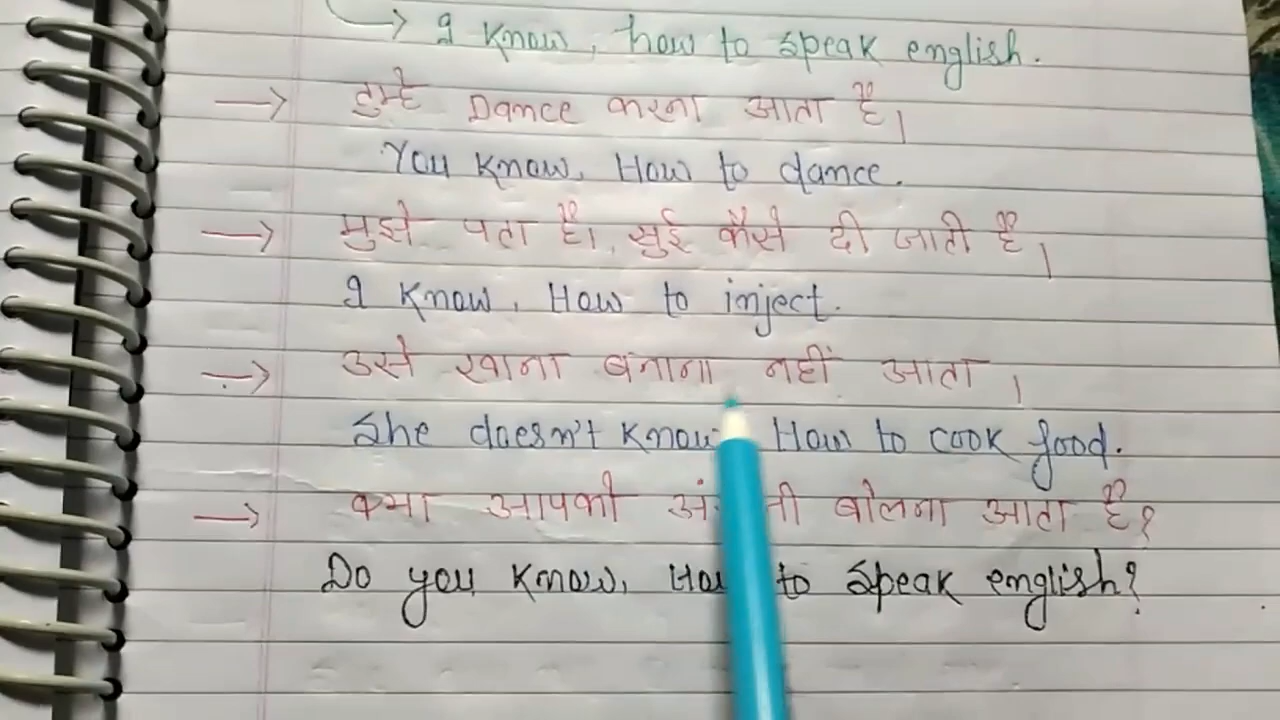 I know, how to speak english.
तुम्हे Dance करना आता है।
You know, How to dance.
मुझे पता है। सुई कैसे दी जाती है।
I know, How to inject.
उसे खाना बनाना नहीं आता।
She doesn't know How to cook food.
क्या आपको बोलना आता है?
Do you know, How to speak english?